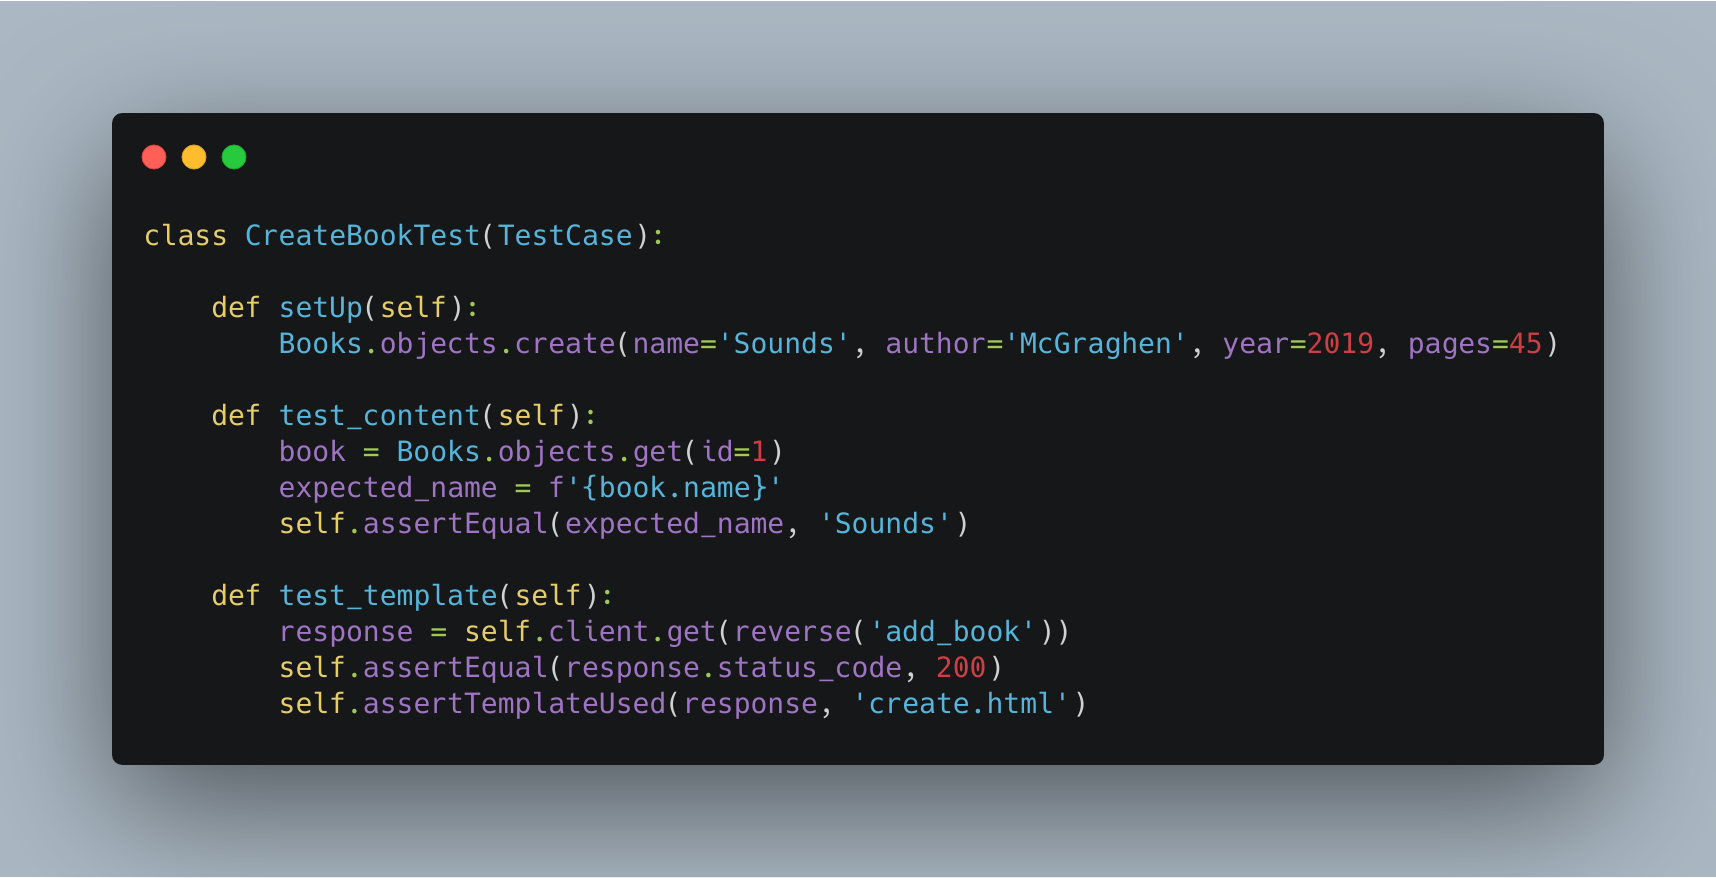 class CreateBookTest(TestCase):
    def setUp(self):
        Books.objects.create(name='Sounds', author='McGraghen', year=2019, pages=45)
    def test_content(self):
        book = Books.objects.get(id=1)
        expected_name = f'{book.name}'
        self.assertEqual(expected_name, 'Sounds')
    def test_template(self):
        response = self.client.get(reverse('add_book'))
        self.assertEqual(response.status_code, 200)
        self.assertTemplateUsed(response, 'create.html')